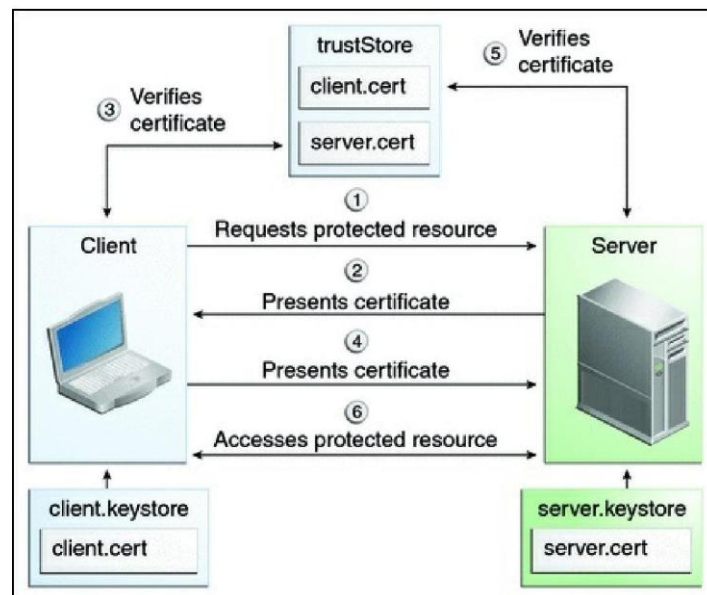 trustStore
client.cert
server.cert
⑤ Verifies
certificate
③ Verifies
certificate
①
Requests protected resource
Client
Server
②
Presents certificate
④
Presents certificate
⑥
Accesses protected resource
client.keystore
client.cert
server.keystore
server.cert